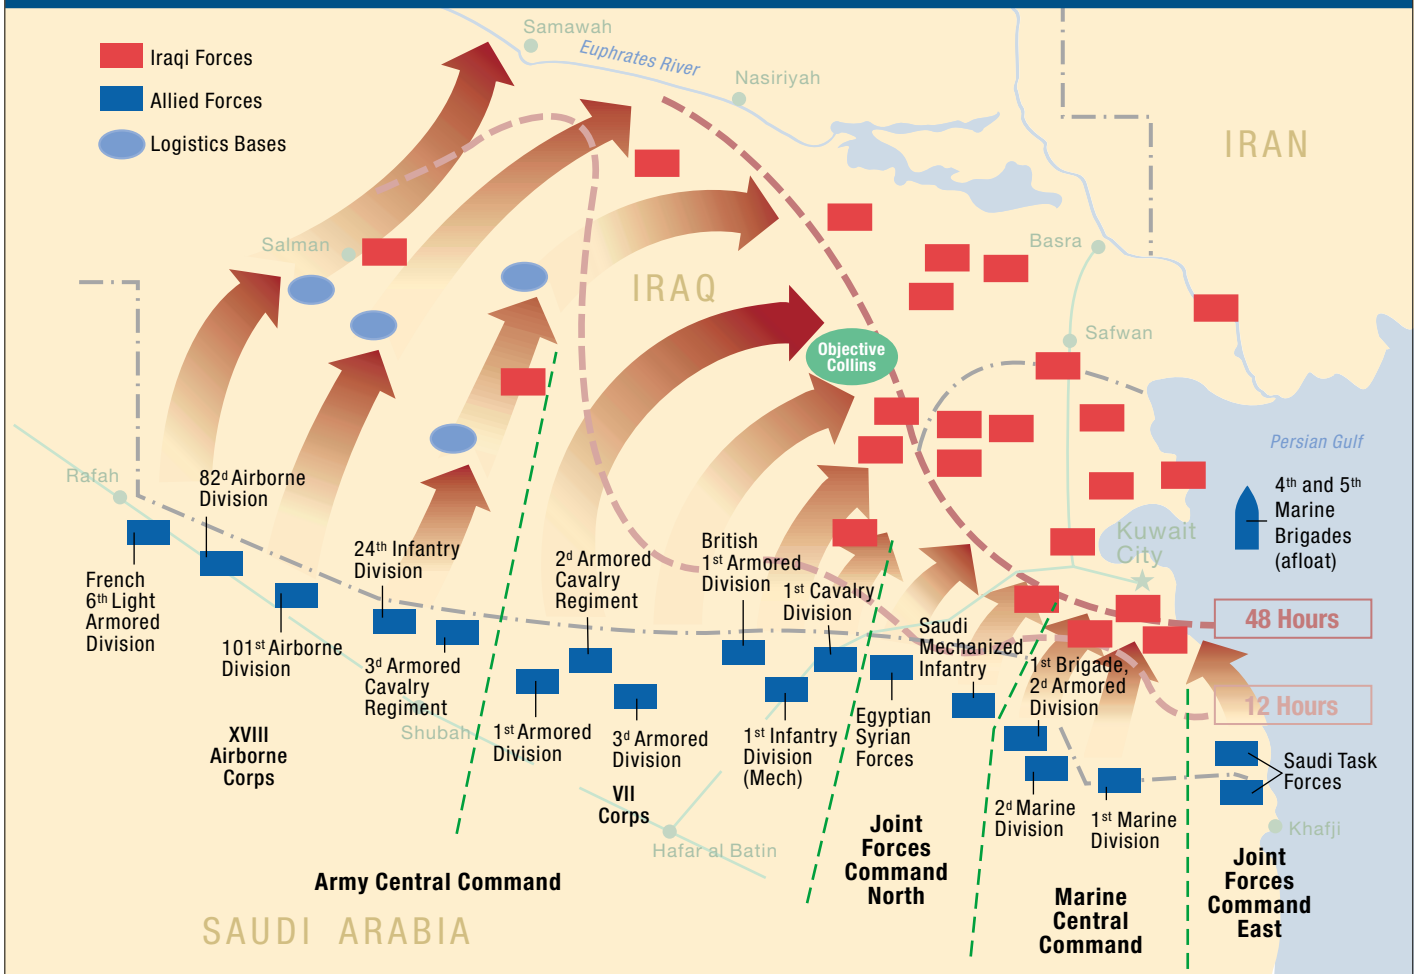 Iraqi Forces
Allied Forces
Logistics Bases
Samawah
Euphrates River
Nasiriyah
IRAN
Salman
IRAQ
Basra
Safwan
Objective
Collins
Persian Gulf
4th and 5th
Marine
Brigades
(afloat)
Kuwait
City
Rafah
82d Airborne
Division
French
6th Light
Armored
Division
101st Airborne
Division
24th Infantry
Division
3d Armored
Cavalry
Regiment
2d Armored
Cavalry
Regiment
British
1st Armored
Division
1st Cavalry
Division
Saudi
Mechanized
Infantry
1st Brigade,
2d Armored
Division
48 Hours
12 Hours
Shubah
1st Armored
Division
3d Armored
Division
1st Infantry
Division
(Mech)
Egyptian
Syrian
Forces
2d Marine
Division
1st Marine
Division
Saudi Task
Forces
Khafji
Hafar al Batin
XVIII
Airborne
Corps
VII
Corps
Army Central Command
Joint
Forces
Command
North
Marine
Central
Command
Joint
Forces
Command
East
SAUDI ARABIA